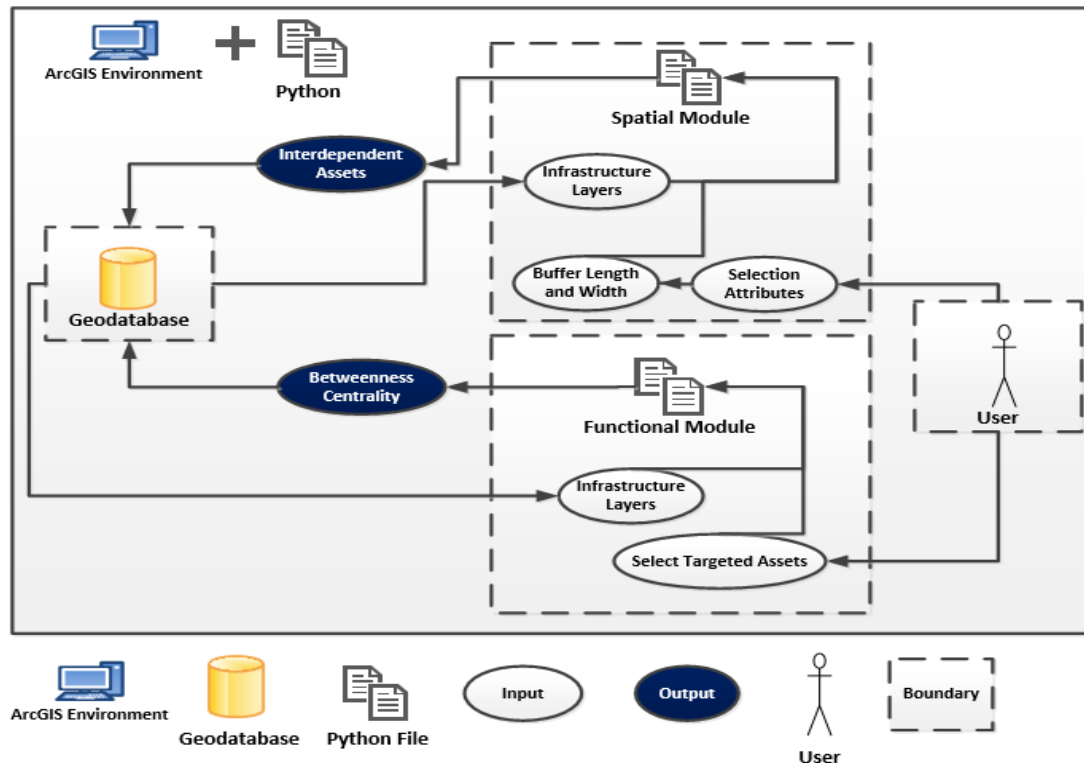 ArcGIS Environment
Python
Spatial Module
Interdependent
Assets
Infrastructure
Layers
Buffer Length
and Width
Selection
Attributes
Geodatabase
User
Betweenness
Centrality
Functional Module
Infrastructure
Layers
Select Targeted Assets
ArcGIS Environment
Geodatabase
Python File
Input
Output
User
Boundary